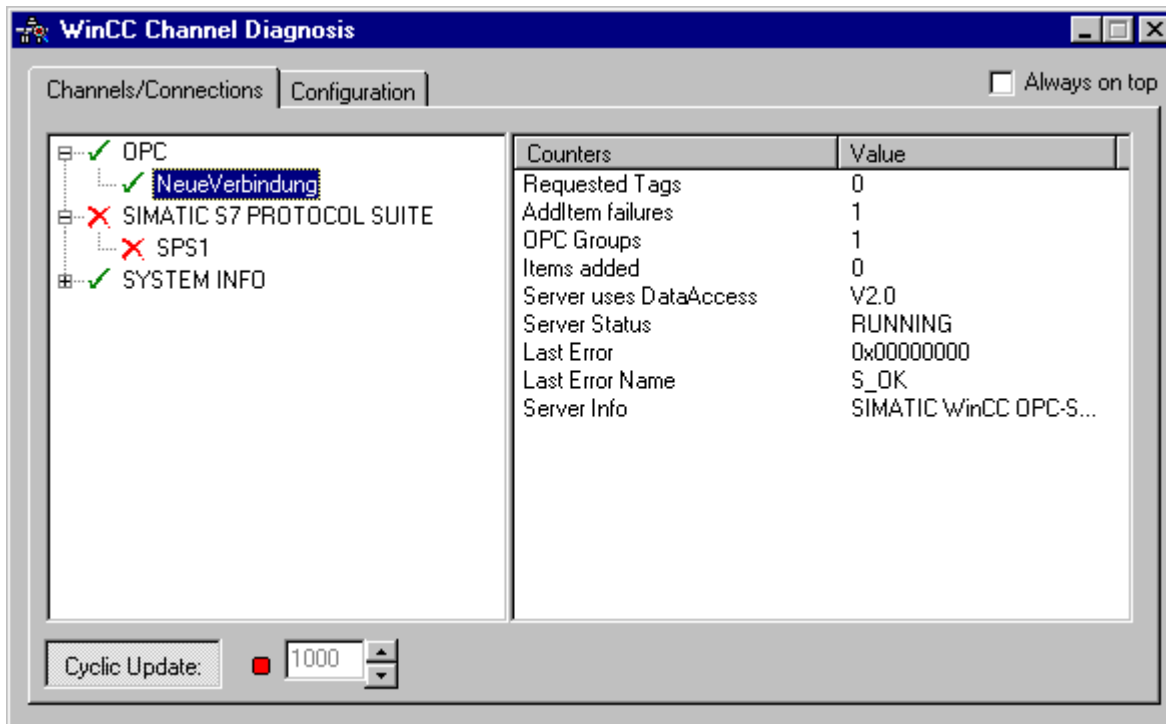 WinCC Channel Diagnosis
Channels/Connections Configuration Always on top
OPC
NeueVerbindung
SIMATIC S7 PROTOCOL SUITE
SPS1
SYSTEM INFO
Counters Value
Requested Tags 0
AddItem failures 1
OPC Groups 1
Items added 0
Server uses DataAccess V2.0
Server Status RUNNING
Last Error 0x00000000
Last Error Name S_OK
Server Info SIMATIC WinCC OPC-S...
Cyclic Update: 1000